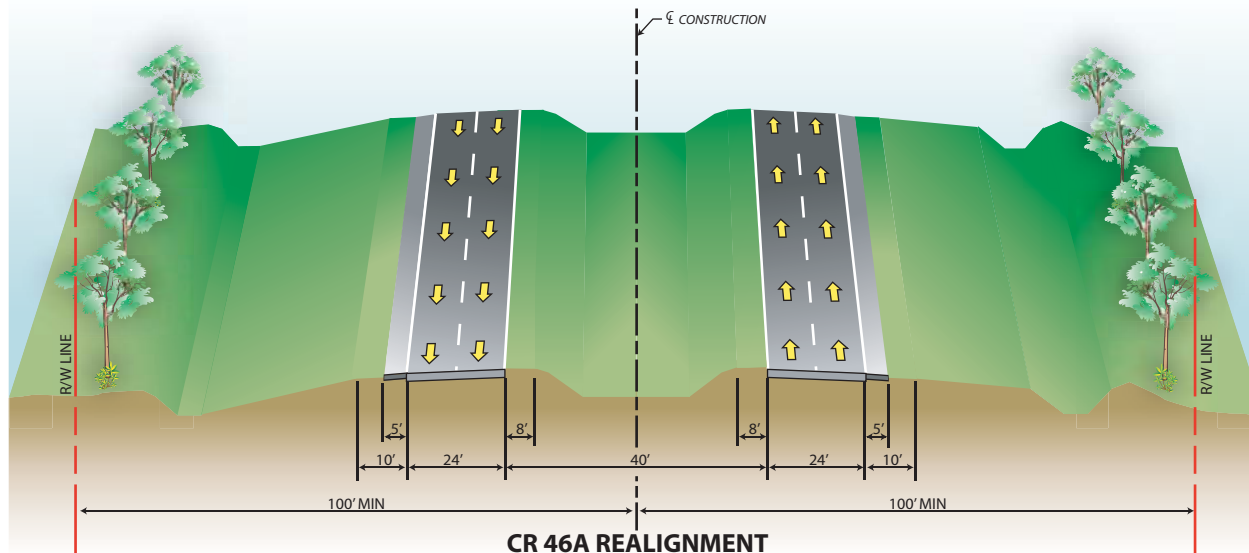 ℄ CONSTRUCTION
R/W LINE
R/W LINE
5'
8'
8'
5'
10'
24'
40'
24'
10'
100' MIN
100' MIN
CR 46A REALIGNMENT